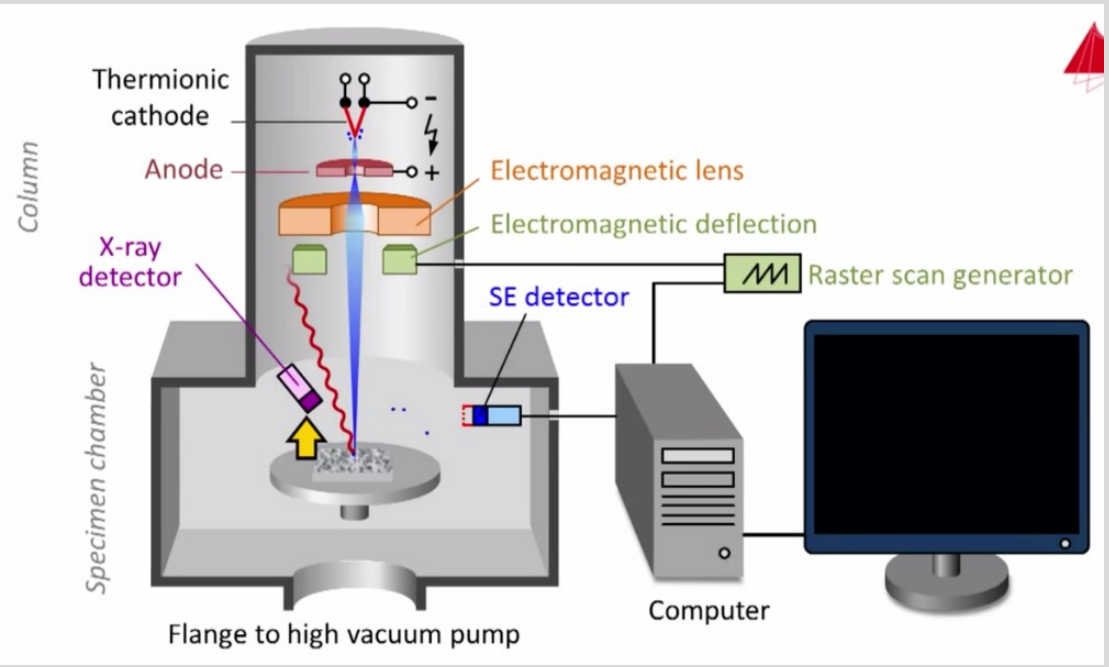 Thermionic
cathode
-
Anode
+
Electromagnetic lens
Column
Electromagnetic deflection
X-ray
detector
Raster scan generator
SE detector
Specimen chamber
Computer
Flange to high vacuum pump